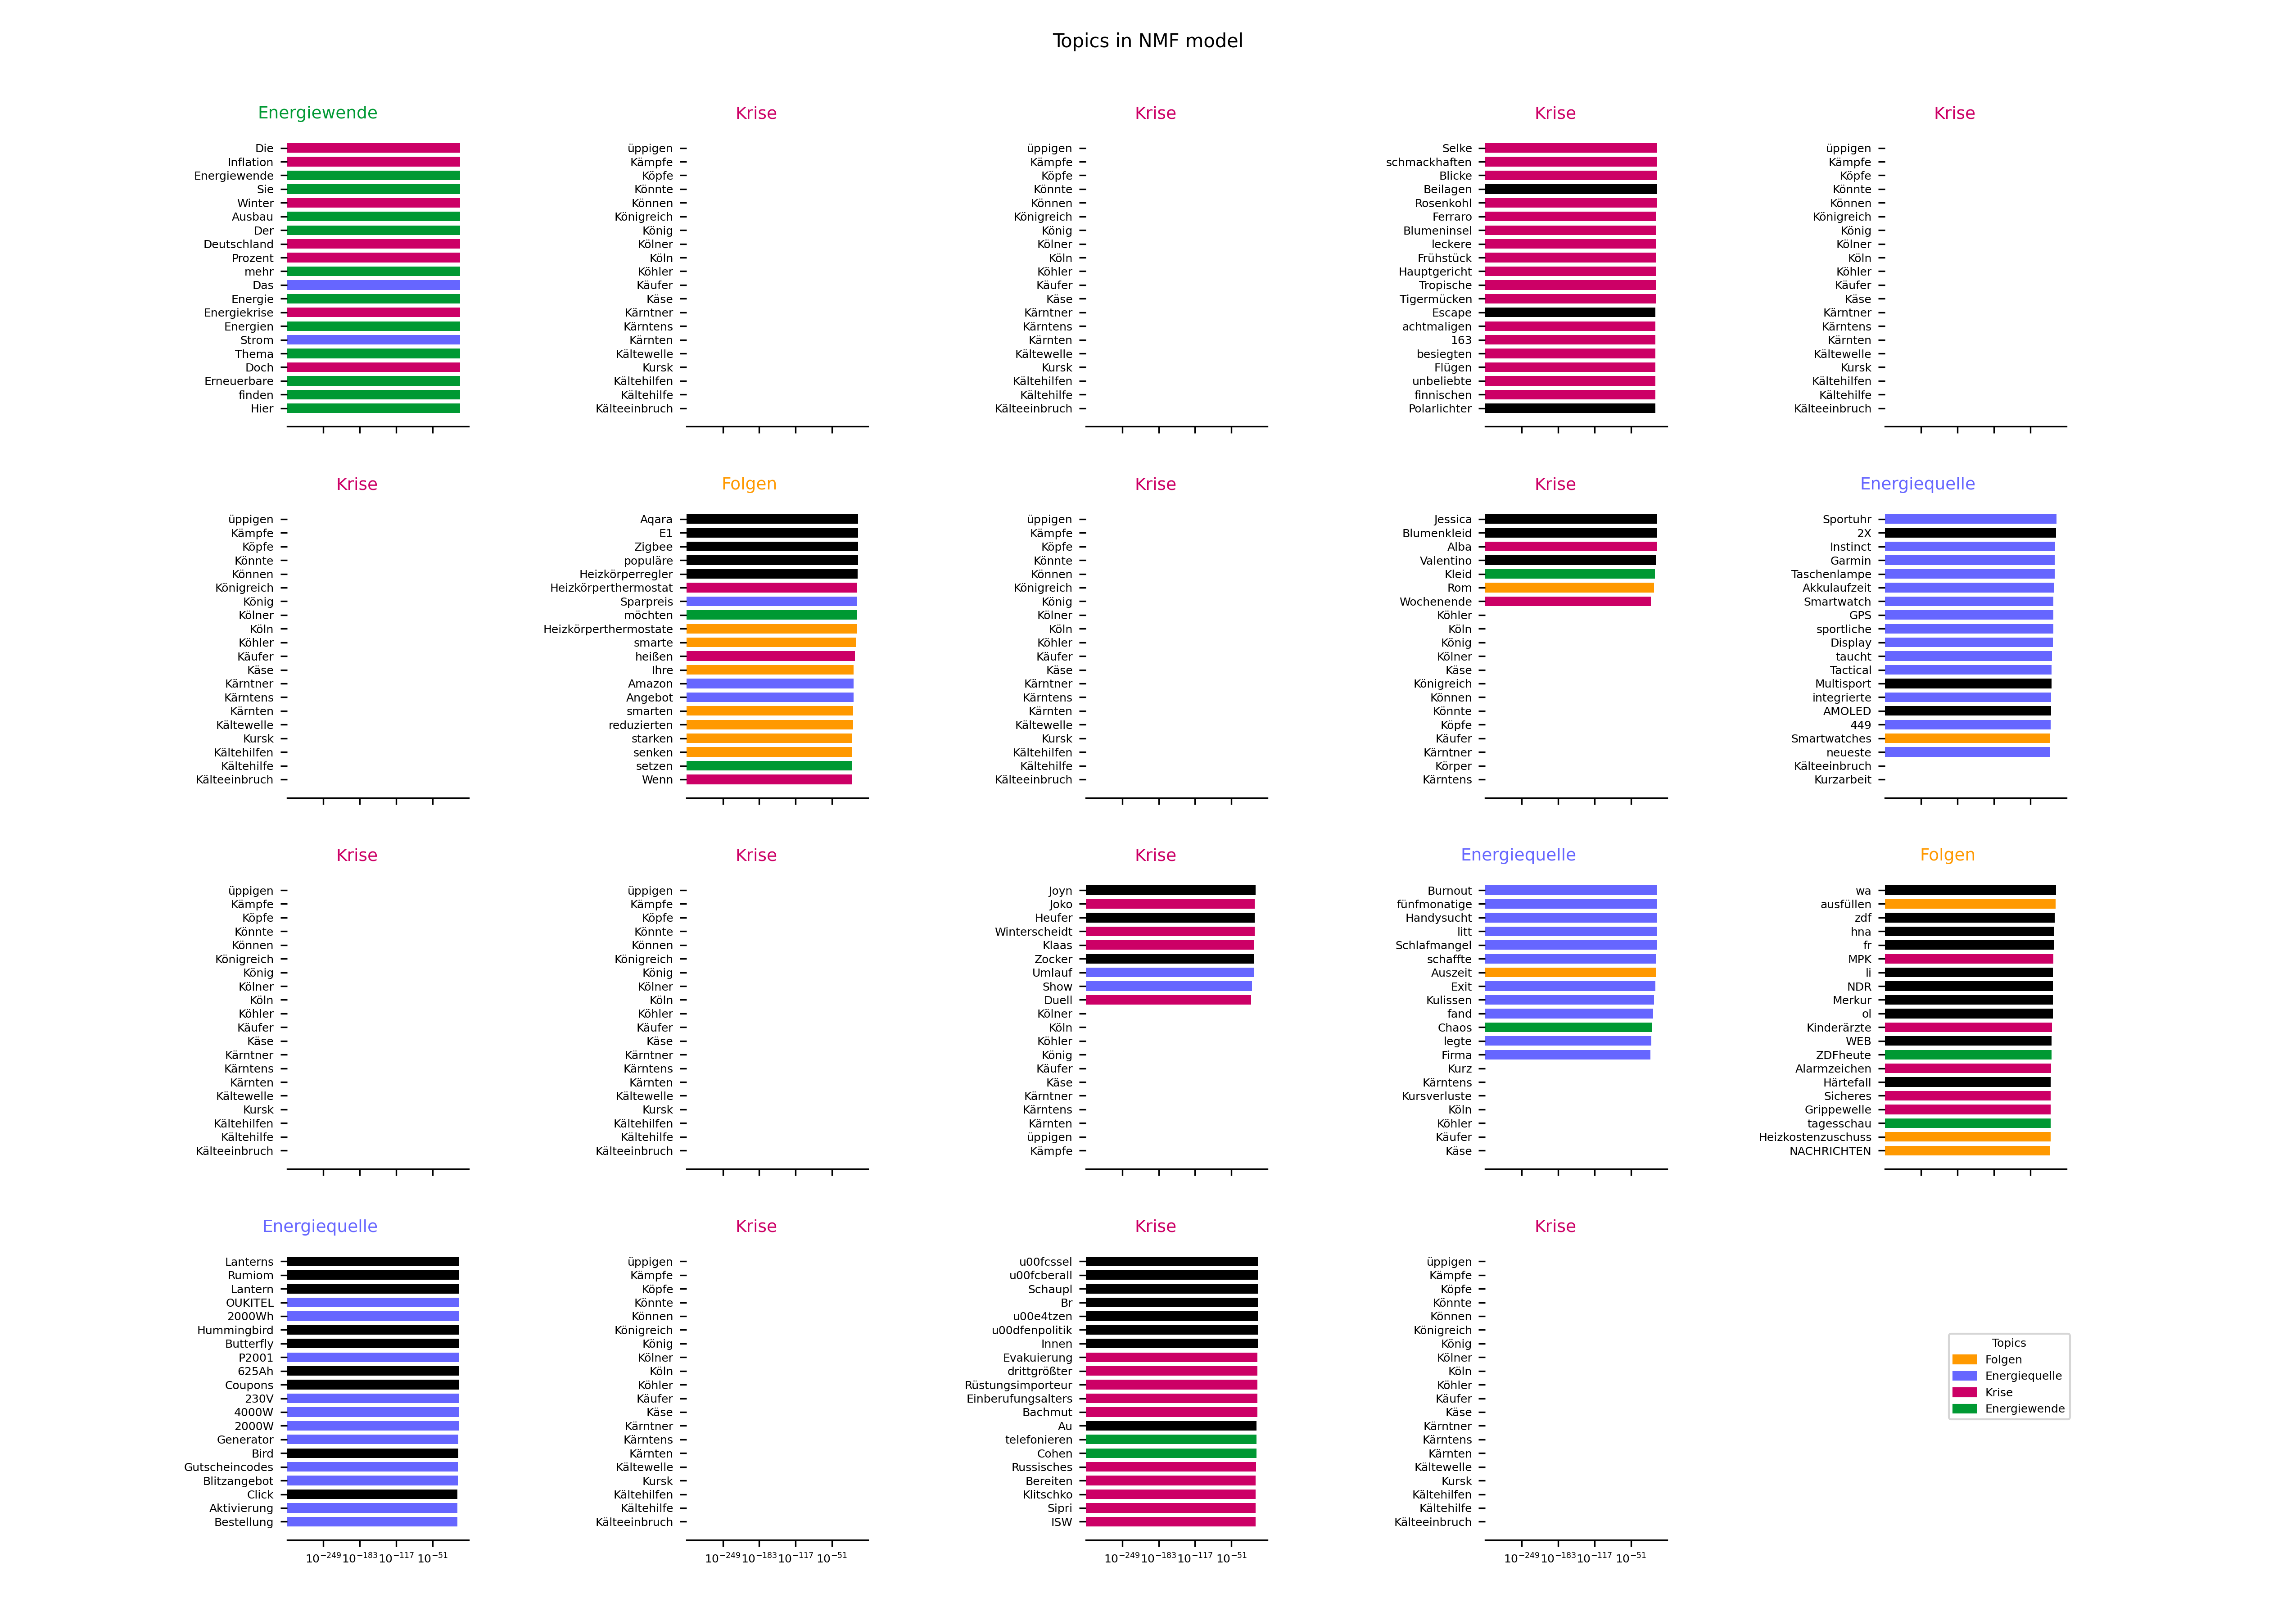 Topics in NMF model
Energiewende
Die
Inflation
Energiewende
Sie
Winter
Ausbau
Der
Deutschland
Prozent
mehr
Das
Energie
Energiekrise
Energien
Strom
Thema
Doch
Erneuerbare
finden
Hier
Krise
üppigen
Kämpfe
Köpfe
Könnte
Können
Königreich
König
Kölner
Köln
Köhler
Käufer
Käse
Kärntner
Kärntens
Kärnten
Kältewelle
Kursk
Kältehilfen
Kältehilfe
Kälteeinbruch
Krise
üppigen
Kämpfe
Köpfe
Könnte
Können
Königreich
König
Kölner
Köln
Köhler
Käufer
Käse
Kärntner
Kärntens
Kärnten
Kältewelle
Kursk
Kältehilfen
Kältehilfe
Kälteeinbruch
Krise
Selke
schmackhaften
Blicke
Beilagen
Rosenkohl
Ferraro
Blumeninsel
leckere
Frühstück
Hauptgericht
Tropische
Tigermücken
Escape
achtmaligen
163
besiegten
Flügen
unbeliebte
finnischen
Polarlichter
Krise
üppigen
Kämpfe
Köpfe
Könnte
Können
Königreich
König
Kölner
Köln
Köhler
Käufer
Käse
Kärntner
Kärntens
Kärnten
Kältewelle
Kursk
Kältehilfen
Kältehilfe
Kälteeinbruch
Krise
üppigen
Kämpfe
Köpfe
Könnte
Können
Königreich
König
Kölner
Köln
Köhler
Käufer
Käse
Kärntner
Kärntens
Kärnten
Kältewelle
Kursk
Kältehilfen
Kältehilfe
Kälteeinbruch
Folgen
Aqara
E1
Zigbee
populäre
Heizkörperregler
Heizkörperthermostat
Sparpreis
möchten
Heizkörperthermostate
smarte
heißen
Ihre
Amazon
Angebot
smarten
reduzierten
starken
senken
setzen
Wenn
Krise
üppigen
Kämpfe
Köpfe
Könnte
Können
Königreich
König
Kölner
Köln
Köhler
Käufer
Käse
Kärntner
Kärntens
Kärnten
Kältewelle
Kursk
Kältehilfen
Kältehilfe
Kälteeinbruch
Krise
Jessica
Blumenkleid
Alba
Valentino
Kleid
Rom
Wochenende
Köhler
Köln
König
Kölner
Käse
Königreich
Können
Könnte
Köpfe
Käufer
Kärntner
Körper
Kärntens
Energiequelle
Sportuhr
2X
Instinct
Garmin
Taschenlampe
Akkulaufzeit
Smartwatch
GPS
sportliche
Display
taucht
Tactical
Multisport
integrierte
AMOLED
449
Smartwatches
neueste
Kälteeinbruch
Kurzarbeit
Krise
üppigen
Kämpfe
Köpfe
Könnte
Können
Königreich
König
Kölner
Köln
Köhler
Käufer
Käse
Kärntner
Kärntens
Kärnten
Kältewelle
Kursk
Kältehilfen
Kältehilfe
Kälteeinbruch
Krise
üppigen
Kämpfe
Köpfe
Könnte
Können
Königreich
König
Kölner
Köln
Köhler
Käufer
Käse
Kärntner
Kärntens
Kärnten
Kältewelle
Kursk
Kältehilfen
Kältehilfe
Kälteeinbruch
Krise
Joyn
Joko
Heufer
Winterscheidt
Klaas
Zocker
Umlauf
Show
Duell
Kölner
Köln
Köhler
König
Käufer
Käse
Kärntner
Kärntens
Kärnten
üppigen
Kämpfe
Energiequelle
Burnout
fünfmonatige
Handysucht
litt
Schlafmangel
schaffte
Auszeit
Exit
Kulissen
fand
Chaos
legte
Firma
Kurz
Kärntens
Kursverluste
Köln
Köhler
Käufer
Käse
Folgen
wa
ausfüllen
zdf
hna
fr
MPK
li
NDR
Merkur
ol
Kinderärzte
WEB
ZDFheute
Alarmzeichen
Härtefall
Sicheres
Grippewelle
tagesschau
Heizkostenzuschuss
NACHRICHTEN
Energiequelle
Lanterns
Rumiom
Lantern
OUKITEL
2000Wh
Hummingbird
Butterfly
P2001
625Ah
Coupons
230V
4000W
2000W
Generator
Bird
Gutscheincodes
Blitzangebot
Click
Aktivierung
Bestellung
10⁻²⁴⁹ 10⁻¹⁸³ 10⁻¹¹⁷ 10⁻⁵¹
Krise
üppigen
Kämpfe
Köpfe
Könnte
Können
Königreich
König
Kölner
Köln
Köhler
Käufer
Käse
Kärntner
Kärntens
Kärnten
Kältewelle
Kursk
Kältehilfen
Kältehilfe
Kälteeinbruch
10⁻²⁴⁹ 10⁻¹⁸³ 10⁻¹¹⁷ 10⁻⁵¹
Krise
u00fcssel
u00fcberall
Schaupl
Br
u00e4tzen
u00dfenpolitik
Innen
Evakuierung
drittgrößter
Rüstungsimporteur
Einberufungsalters
Bachmut
Au
telefonieren
Cohen
Russisches
Bereiten
Klitschko
Sipri
ISW
10⁻²⁴⁹ 10⁻¹⁸³ 10⁻¹¹⁷ 10⁻⁵¹
Krise
üppigen
Kämpfe
Köpfe
Könnte
Können
Königreich
König
Kölner
Köln
Köhler
Käufer
Käse
Kärntner
Kärntens
Kärnten
Kältewelle
Kursk
Kältehilfen
Kältehilfe
Kälteeinbruch
10⁻²⁴⁹ 10⁻¹⁸³ 10⁻¹¹⁷ 10⁻⁵¹
Topics
Folgen
Energiequelle
Krise
Energiewende